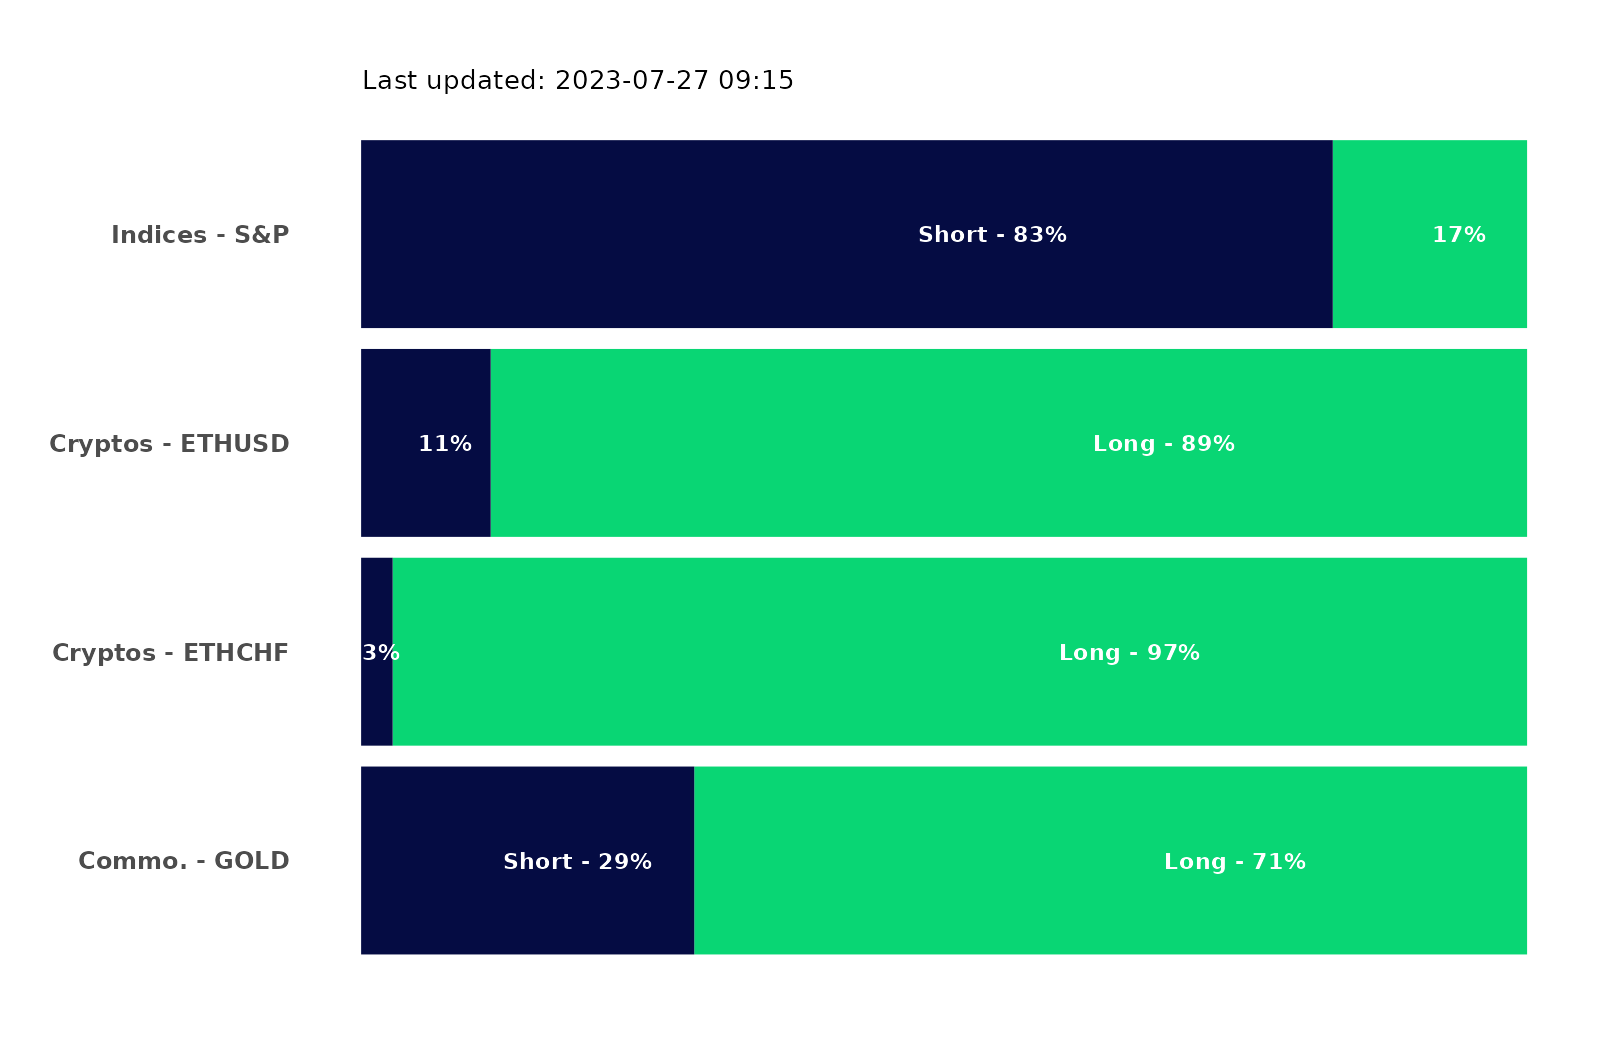 Last updated: 2023-07-27 09:15
Indices - S&P Short - 83% 17%
Cryptos - ETHUSD 11% Long - 89%
Cryptos - ETHCHF 3% Long - 97%
Commo. - GOLD Short - 29% Long - 71%